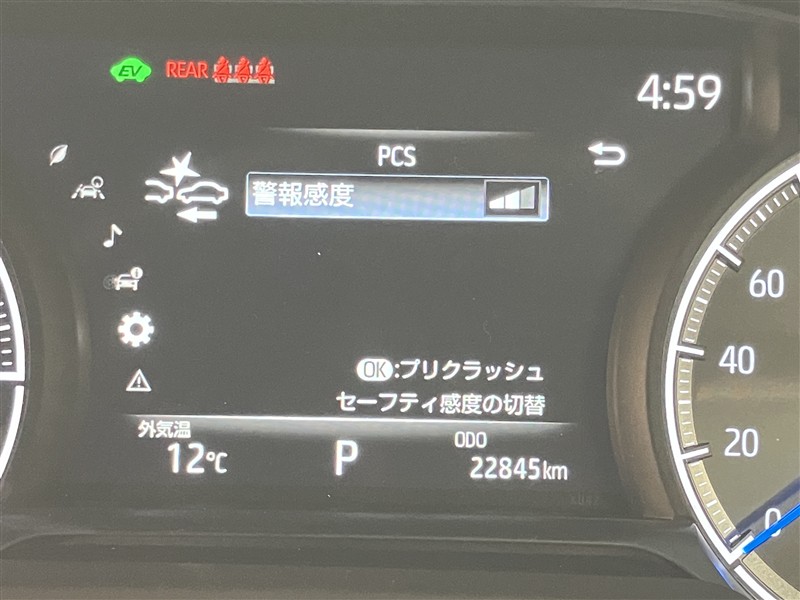 EV REAR
4:59
PCS
警報感度
OK:プリクラッシュ
セーフティ感度の切替
外気温
12℃
P
ODO
22845km
60
40
20
0